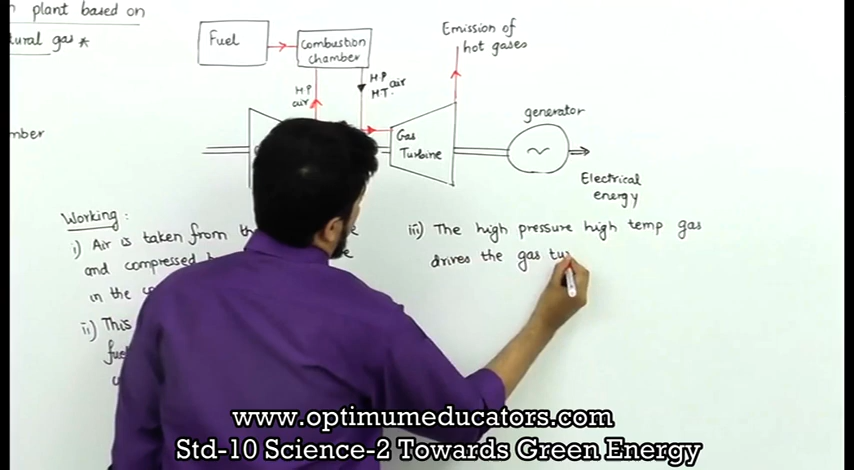 plant based on
tural gas *
mber
Fuel
Combustion
chamber
Emission of
hot gases
H.P
air
H.P air
H.T.
Gas
Turbine
generator
Electrical
energy
Working :
i) Air is taken from th
and compressed
in the
ii) This
fuel
iii) The high pressure high temp gas
drives the gas tu
www.optimumeducators.com
Std-10 Science-2 Towards Green Energy